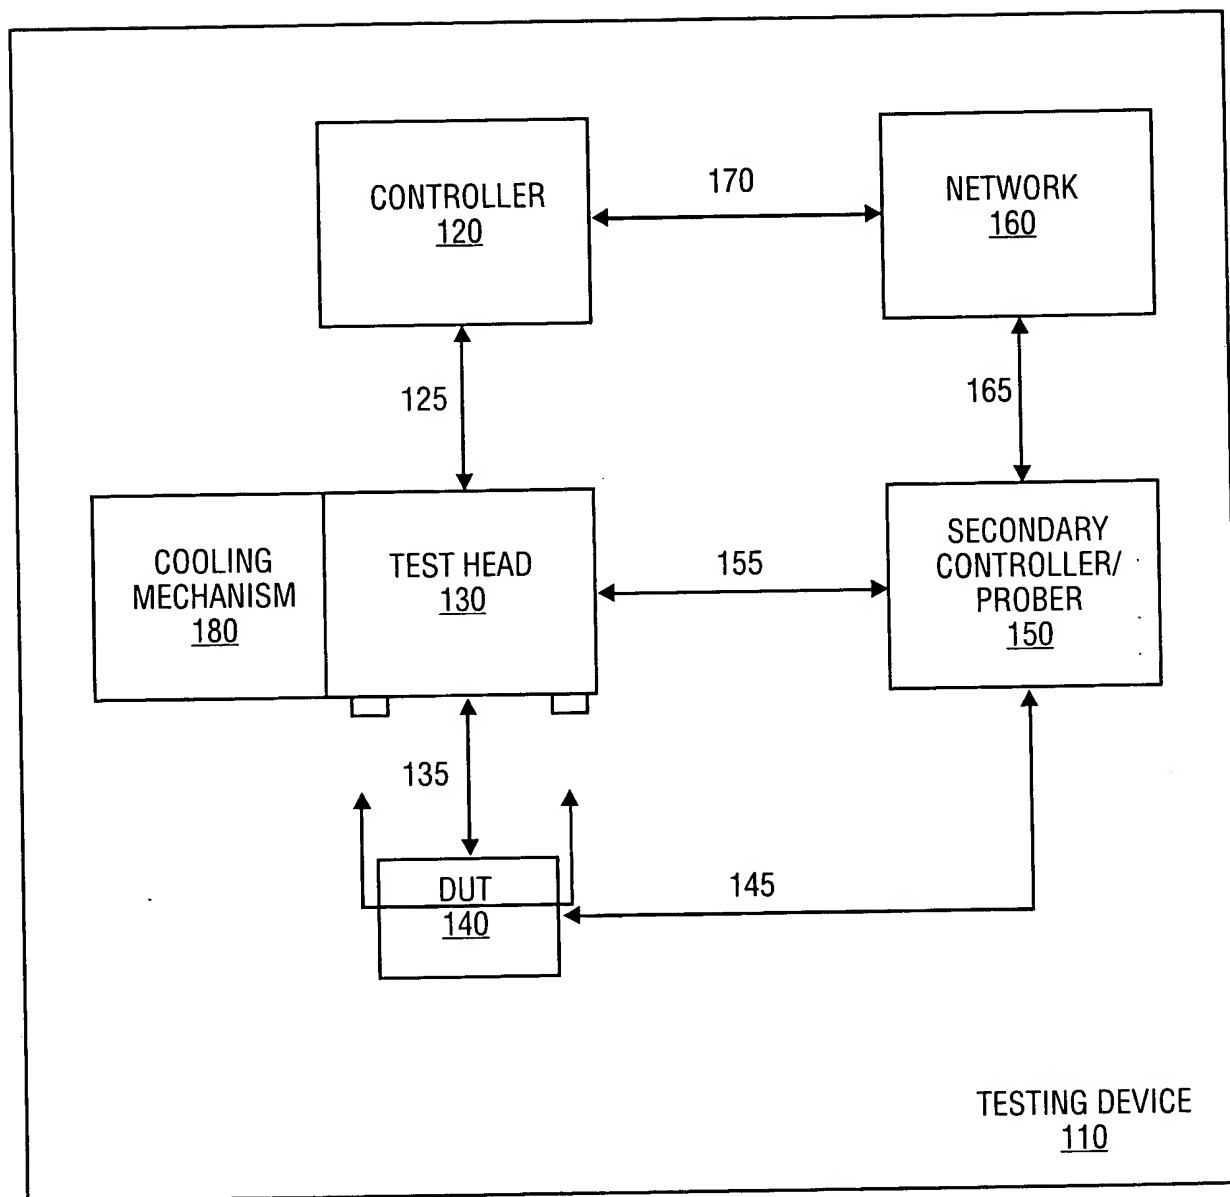 CONTROLLER
120
170
NETWORK
160
125
165
COOLING
MECHANISM
180
TEST HEAD
130
155
SECONDARY
CONTROLLER/
PROBER
150
135
DUT
140
145
TESTING DEVICE
110